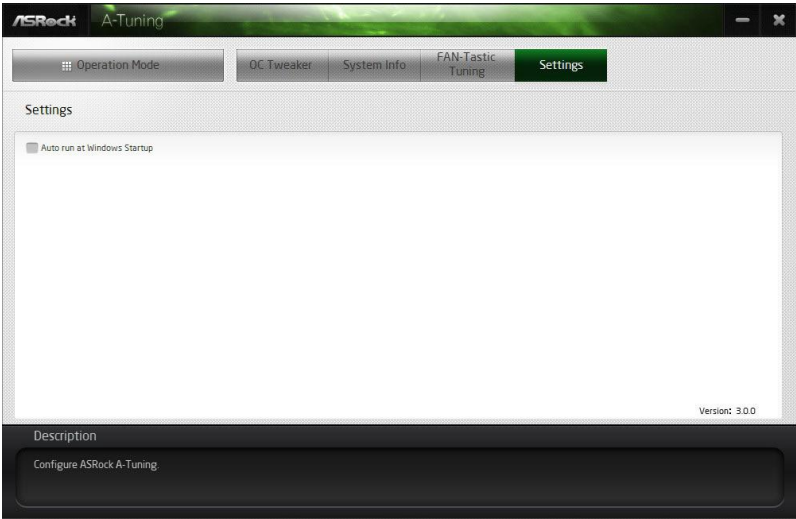 ASRock A-Tuning
Operation Mode
OC Tweaker
System Info
FAN-Tastic
Tuning
Settings
Settings
Auto run at Windows Startup
Version: 3.0.0
Description
Configure ASRock A-Tuning.